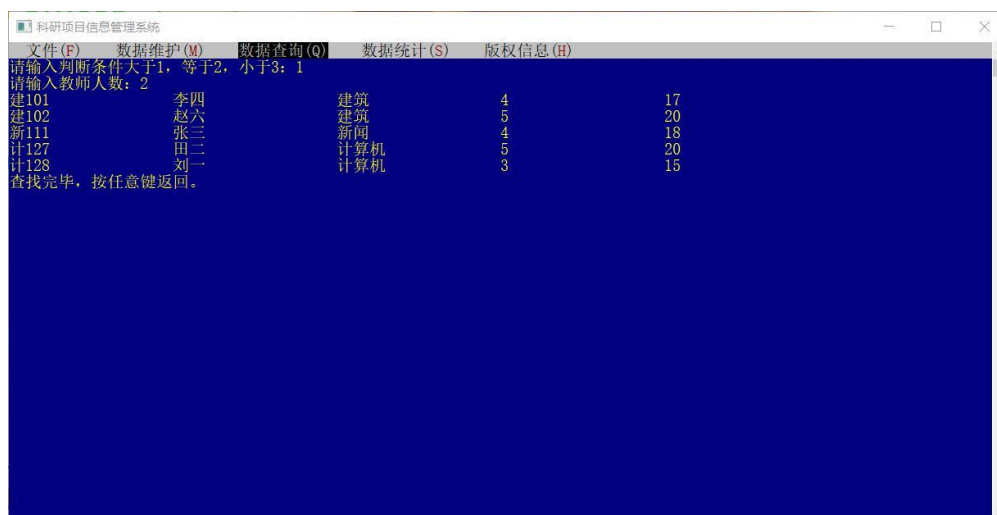 科研项目信息管理系统
文件(F) 数据维护(M) 数据查询(Q) 数据统计(S) 版权信息(H)
请输入判断条件大于1，等于2，小于3：1
请输入教师人数：2
建101 李四 建筑 4 17
建102 赵六 建筑 5 20
新111 张三 新闻 4 18
计127 田二 计算机 5 20
计128 刘一 计算机 3 15
查找完毕，按任意键返回。